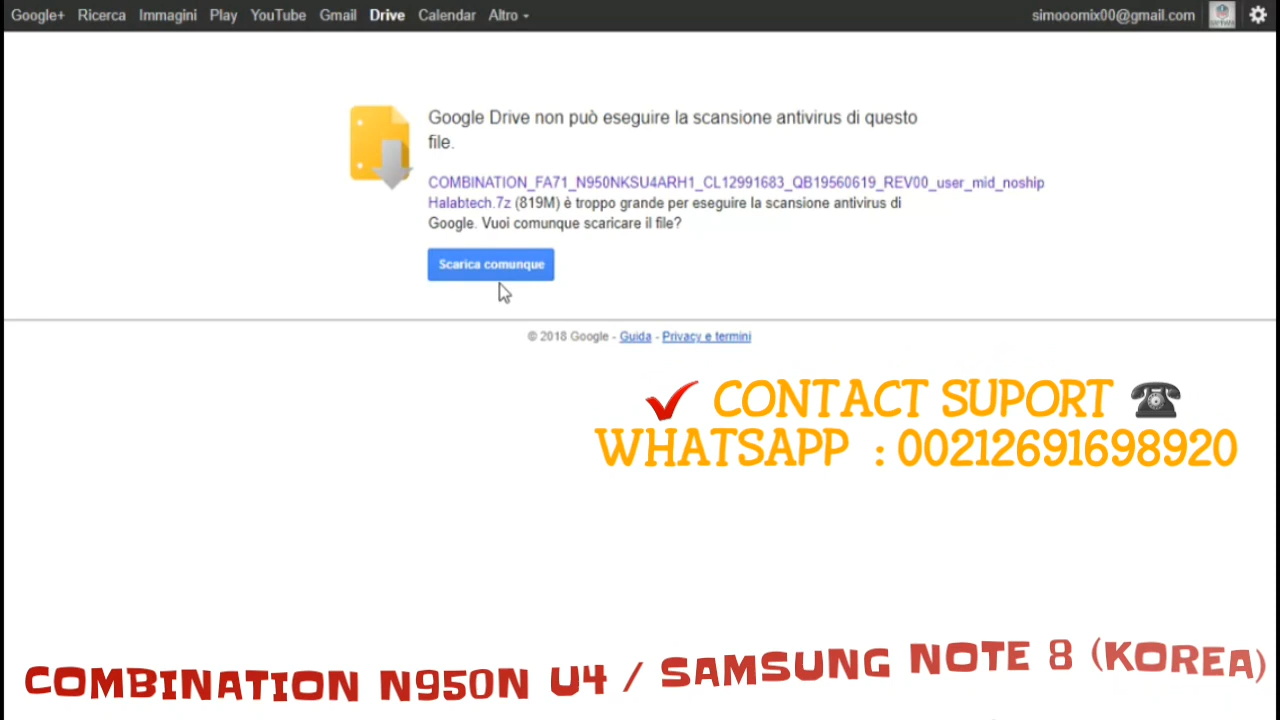 Google+ Ricerca Immagini Play YouTube Gmail Drive Calendar Altro simooomix00@gmail.com
Google Drive non può eseguire la scansione antivirus di questo
file.
COMBINATION_FA71_N950NKSU4ARH1_CL12991683_QB19560619_REV00_user_mid_noship
Halabtech.7z (819M) è troppo grande per eseguire la scansione antivirus di
Google. Vuoi comunque scaricare il file?
Scarica comunque
© 2018 Google - Guida - Privacy e termini
CONTACT SUPORT
WHATSAPP : 00212691698920
COMBINATION N950N U4 / SAMSUNG NOTE 8 (KOREA)